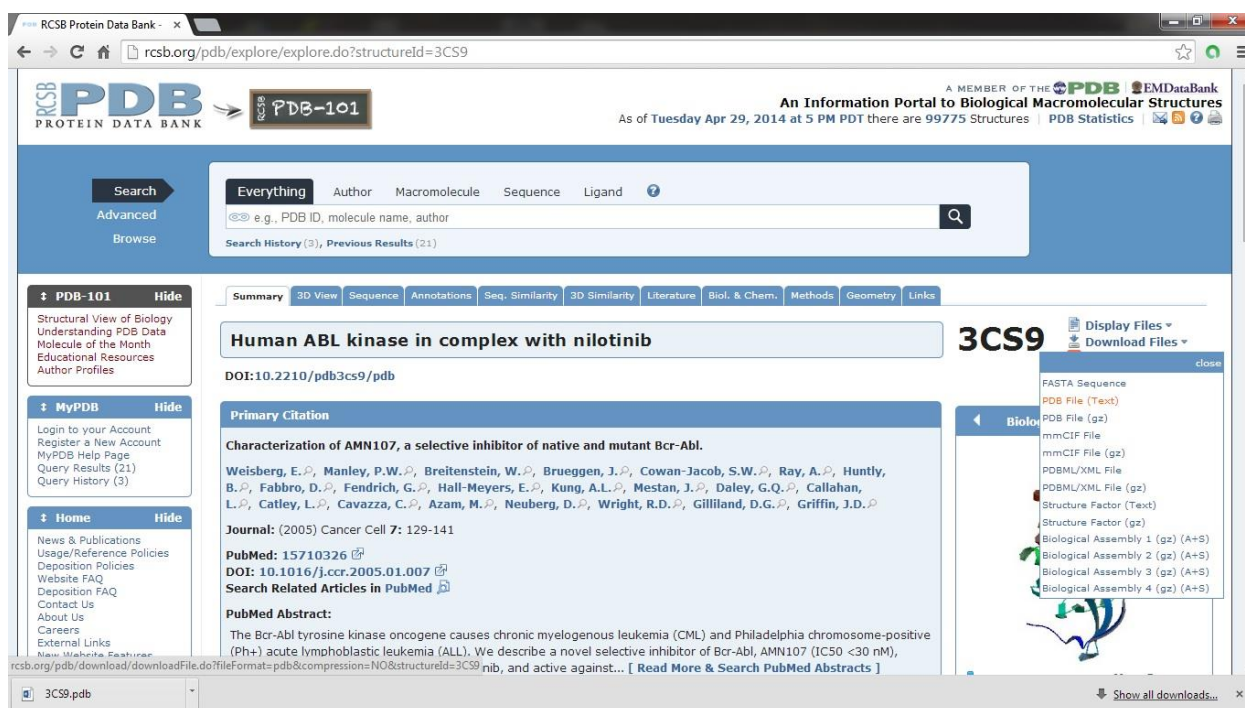 RCSB Protein Data Bank -
rcsb.org/pdb/explore/explore.do?structureId=3CS9
RCSB PDB
PROTEIN DATA BANK
RCSB PDB-101
A MEMBER OF THE PDB EMDataBank
An Information Portal to Biological Macromolecular Structures
As of Tuesday Apr 29, 2014 at 5 PM PDT there are 99775 Structures | PDB Statistics |
Search
Advanced
Browse
Everything Author Macromolecule Sequence Ligand
e.g., PDB ID, molecule name, author
Search History (3), Previous Results (21)
PDB-101 Hide
Structural View of Biology
Understanding PDB Data
Molecule of the Month
Educational Resources
Author Profiles
MyPDB Hide
Login to your Account
Register a New Account
MyPDB Help Page
Query Results (21)
Query History (3)
Home Hide
News & Publications
Usage/Reference Policies
Deposition Policies
Website FAQ
Deposition FAQ
Contact Us
About Us
Careers
External Links
New Website Features
Summary 3D View Sequence Annotations Seq. Similarity 3D Similarity Literature Biol. & Chem. Methods Geometry Links
Human ABL kinase in complex with nilotinib
DOI:10.2210/pdb3cs9/pdb
Primary Citation
Characterization of AMN107, a selective inhibitor of native and mutant Bcr-Abl.
Weisberg, E., Manley, P.W., Breitenstein, W., Brueggen, J., Cowan-Jacob, S.W., Ray, A., Huntly,
B., Fabbro, D., Fendrich, G., Hall-Meyers, E., Kung, A.L., Mestan, J., Daley, G.Q., Callahan,
L., Catley, L., Cavazza, C., Azam, M., Neuberg, D., Wright, R.D., Gilliland, D.G., Griffin, J.D.
Journal: (2005) Cancer Cell 7: 129-141
PubMed: 15710326
DOI: 10.1016/j.ccr.2005.01.007
Search Related Articles in PubMed
PubMed Abstract:
The Bcr-Abl tyrosine kinase oncogene causes chronic myelogenous leukemia (CML) and Philadelphia chromosome-positive
(Ph+) acute lymphoblastic leukemia (ALL). We describe a novel selective inhibitor of Bcr-Abl, AMN107 (IC50 <30 nM),
nib, and active against... [ Read More & Search PubMed Abstracts ]
3CS9
Display Files
Download Files
close
FASTA Sequence
PDB File (Text)
PDB File (gz)
mmCIF File
mmCIF File (gz)
PDBML/XML File
PDBML/XML File (gz)
Structure Factor (Text)
Structure Factor (gz)
Biological Assembly 1 (gz) (A+S)
Biological Assembly 2 (gz) (A+S)
Biological Assembly 3 (gz) (A+S)
Biological Assembly 4 (gz) (A+S)
rcsb.org/pdb/download/downloadFile.do?fileFormat=pdb&compression=NO&structureId=3CS9
3CS9.pdb
Show all downloads...